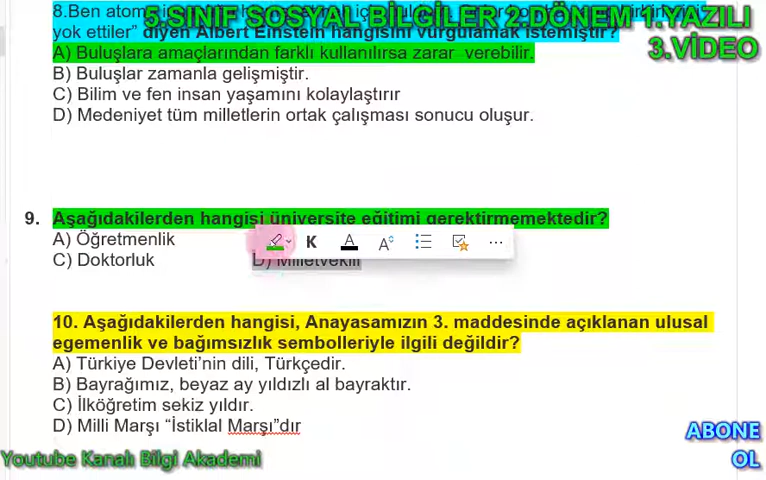 5.SINIF SOSYAL BİLGİLER 2.DÖNEM 1.YAZILI
3.VİDEO
8.Ben atom
yok ettiler” diyen Albert Einstein hangisini vurgulamak istemiştir?
A) Buluşlara amaçlarından farklı kullanılırsa zarar verebilir.
B) Buluşlar zamanla gelişmiştir.
C) Bilim ve fen insan yaşamını kolaylaştırır
D) Medeniyet tüm milletlerin ortak çalışması sonucu oluşur.
9. Aşağıdakilerden hangisi üniversite eğitimi gerektirmemektedir?
A) Öğretmenlik
K A A
C) Doktorluk D) Milletvekili
10. Aşağıdakilerden hangisi, Anayasamızın 3. maddesinde açıklanan ulusal
egemenlik ve bağımsızlık sembolleriyle ilgili değildir?
A) Türkiye Devleti’nin dili, Türkçedir.
B) Bayrağımız, beyaz ay yıldızlı al bayraktır.
C) İlköğretim sekiz yıldır.
D) Milli Marşı “İstiklal Marşı”dır
ABONE
OL
Youtube Kanalı Bilgi Akademi